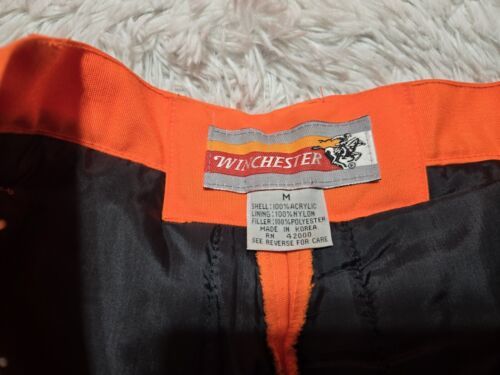 WINCHESTER
M
SHELL:100%ACRYLIC
LINING:100%NYLON
FILLER:100%POLYESTER
MADE IN KOREA
RN 42000
SEE REVERSE FOR CARE